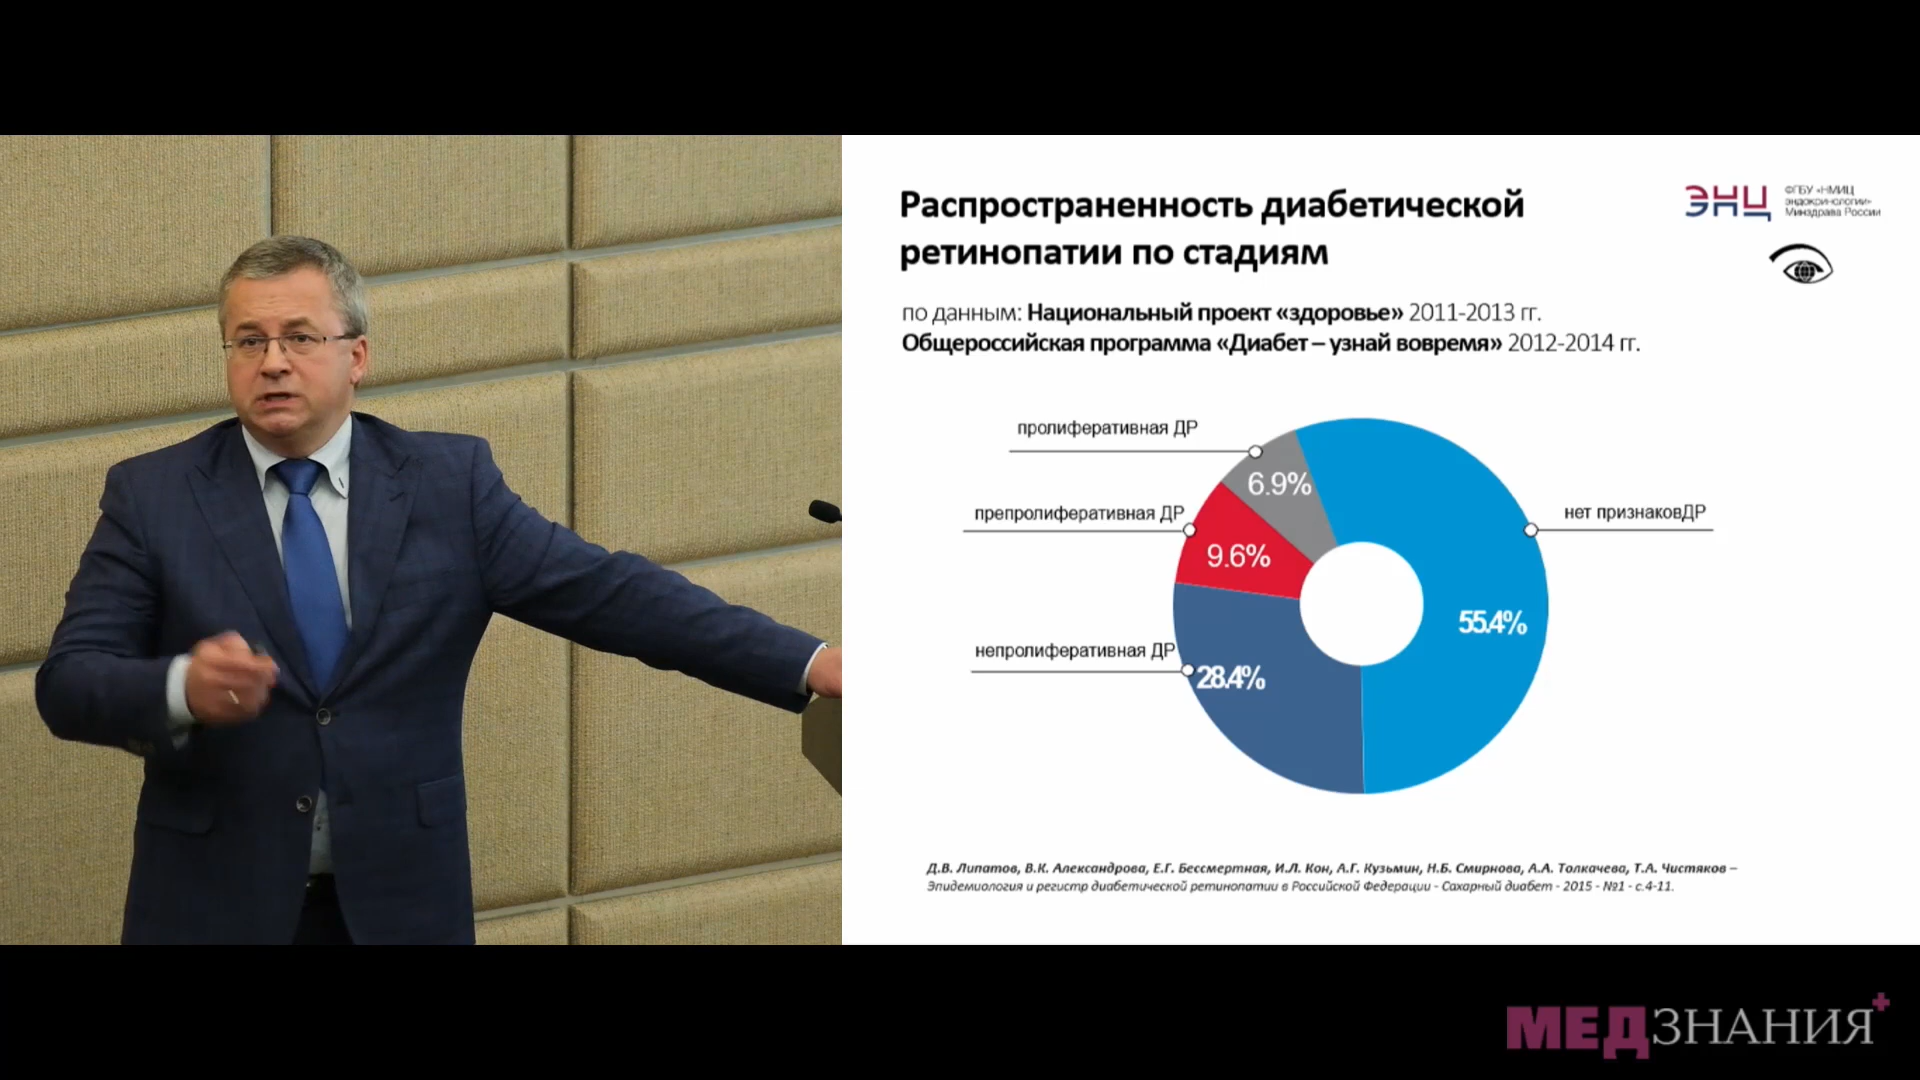 Распространенность диабетической
ретинопатии по стадиям
ЭНЦ
ФГБУ «НМИЦ
эндокринологии»
Минздрава России
по данным: Национальный проект «здоровье» 2011-2013 гг.
Общероссийская программа «Диабет – узнай вовремя» 2012-2014 гг.
пролиферативная ДР
6.9%
препролиферативная ДР
9.6%
нет признаковДР
55.4%
непролиферативная ДР
28.4%
Д.В. Липатов, В.К. Александрова, Е.Г. Бессмертная, И.Л. Кон, А.Г. Кузьмин, Н.Б. Смирнова, А.А. Толкачева, Т.А. Чистяков –
Эпидемиология и регистр диабетической ретинопатии в Российской Федерации - Сахарный диабет - 2015 - №1 - с.4-11.
МЕДЗНАНИЯ+